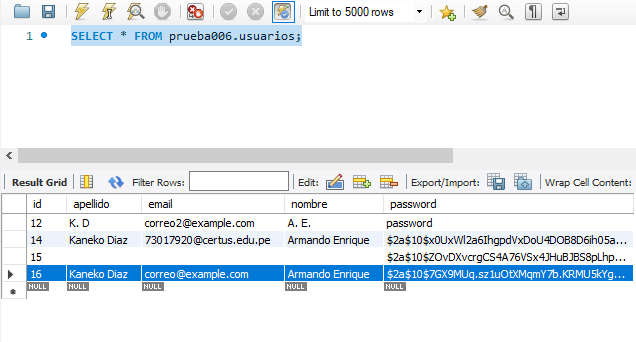 Limit to 5000 rows
1 SELECT * FROM prueba006.usuarios;
Result Grid Filter Rows: Edit: Export/Import: Wrap Cell Content:
id apellido email nombre password
12 K. D correo2@example.com A. E. password
14 Kaneko Diaz 73017920@certus.edu.pe Armando Enrique $2a$10$x0UxWl2a6IhgpdVxDoU4DOB8D6ih05a...
15 $2a$10$ZOvDXvcrgCS4A76VSx4JHuBJBS8pLhp...
16 Kaneko Diaz correo@example.com Armando Enrique $2a$10$7GX9MUq.sz1uOtXMqmY7b.KRMU5kYg...
NULL NULL NULL NULL NULL